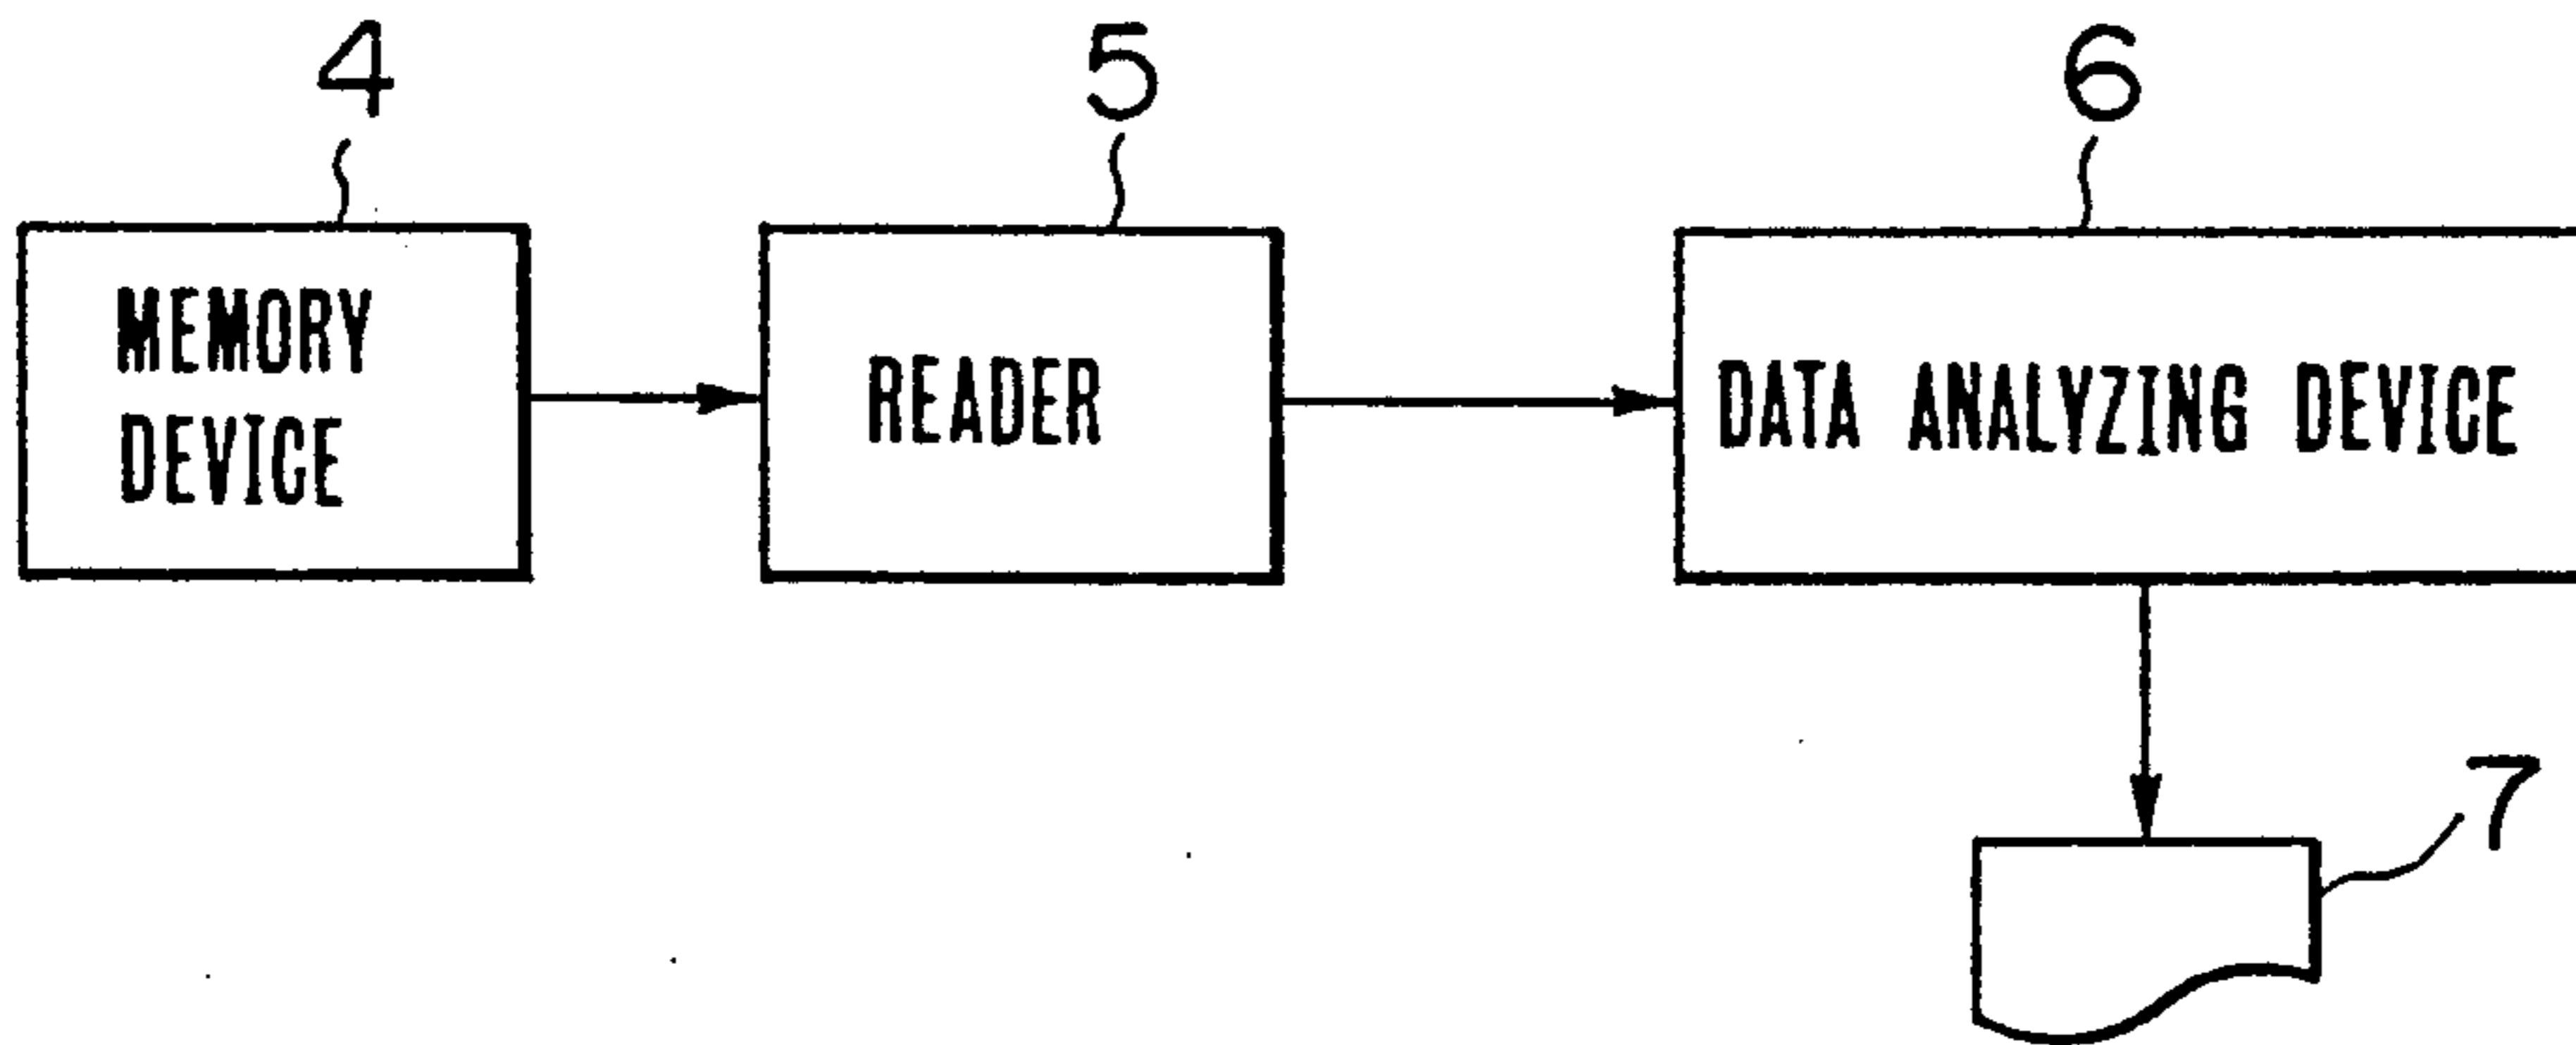 4
5
6
MEMORY
DEVICE
READER
DATA ANALYZING DEVICE
7